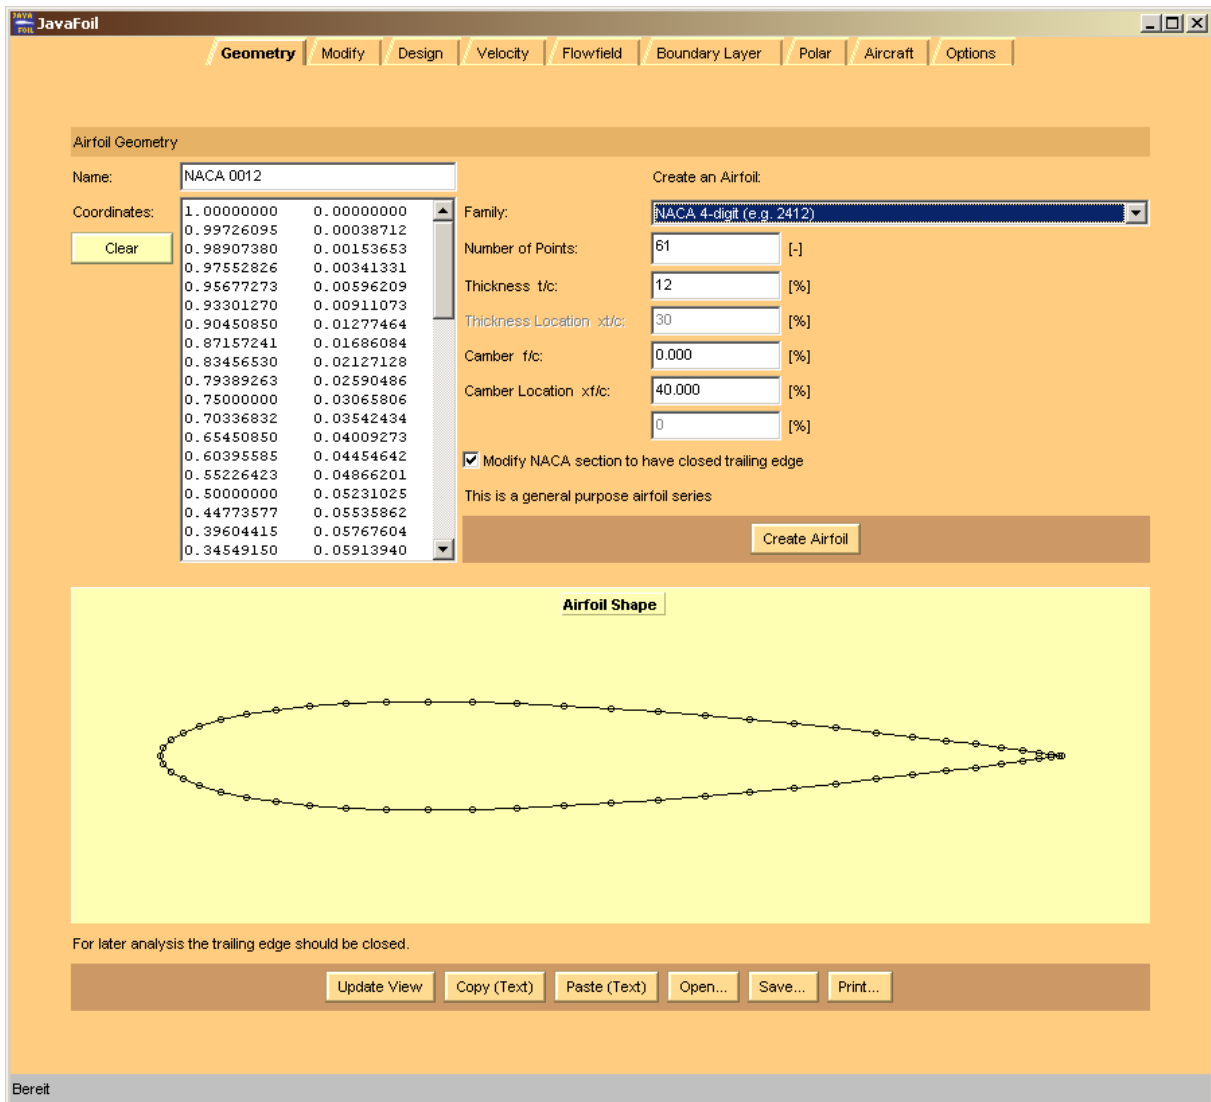 JAVA FOIL JavaFoil
Geometry Modify Design Velocity Flowfield Boundary Layer Polar Aircraft Options
Airfoil Geometry
Name: NACA 0012 Create an Airfoil:
Coordinates: 1.00000000 0.00000000 Family: NACA 4-digit (e.g. 2412)
0.99726095 0.00038712
Clear 0.98907380 0.00153653 Number of Points: 61 [-]
0.97552826 0.00341331
0.95677273 0.00596209 Thickness t/c: 12 [%]
0.93301270 0.00911073
0.90450850 0.01277464 Thickness Location xt/c: 30 [%]
0.87157241 0.01686084
0.83456530 0.02127128 Camber f/c: 0.000 [%]
0.79389263 0.02590486
0.75000000 0.03065806 Camber Location xf/c: 40.000 [%]
0.70336832 0.03542434
0.65450850 0.04009273 0 [%]
0.60395585 0.04454642
0.55226423 0.04866201 Modify NACA section to have closed trailing edge
0.50000000 0.05231025 This is a general purpose airfoil series
0.44773577 0.05535862
0.39604415 0.05767604 Create Airfoil
0.34549150 0.05913940
Airfoil Shape
For later analysis the trailing edge should be closed.
Update View Copy (Text) Paste (Text) Open... Save... Print...
Bereit